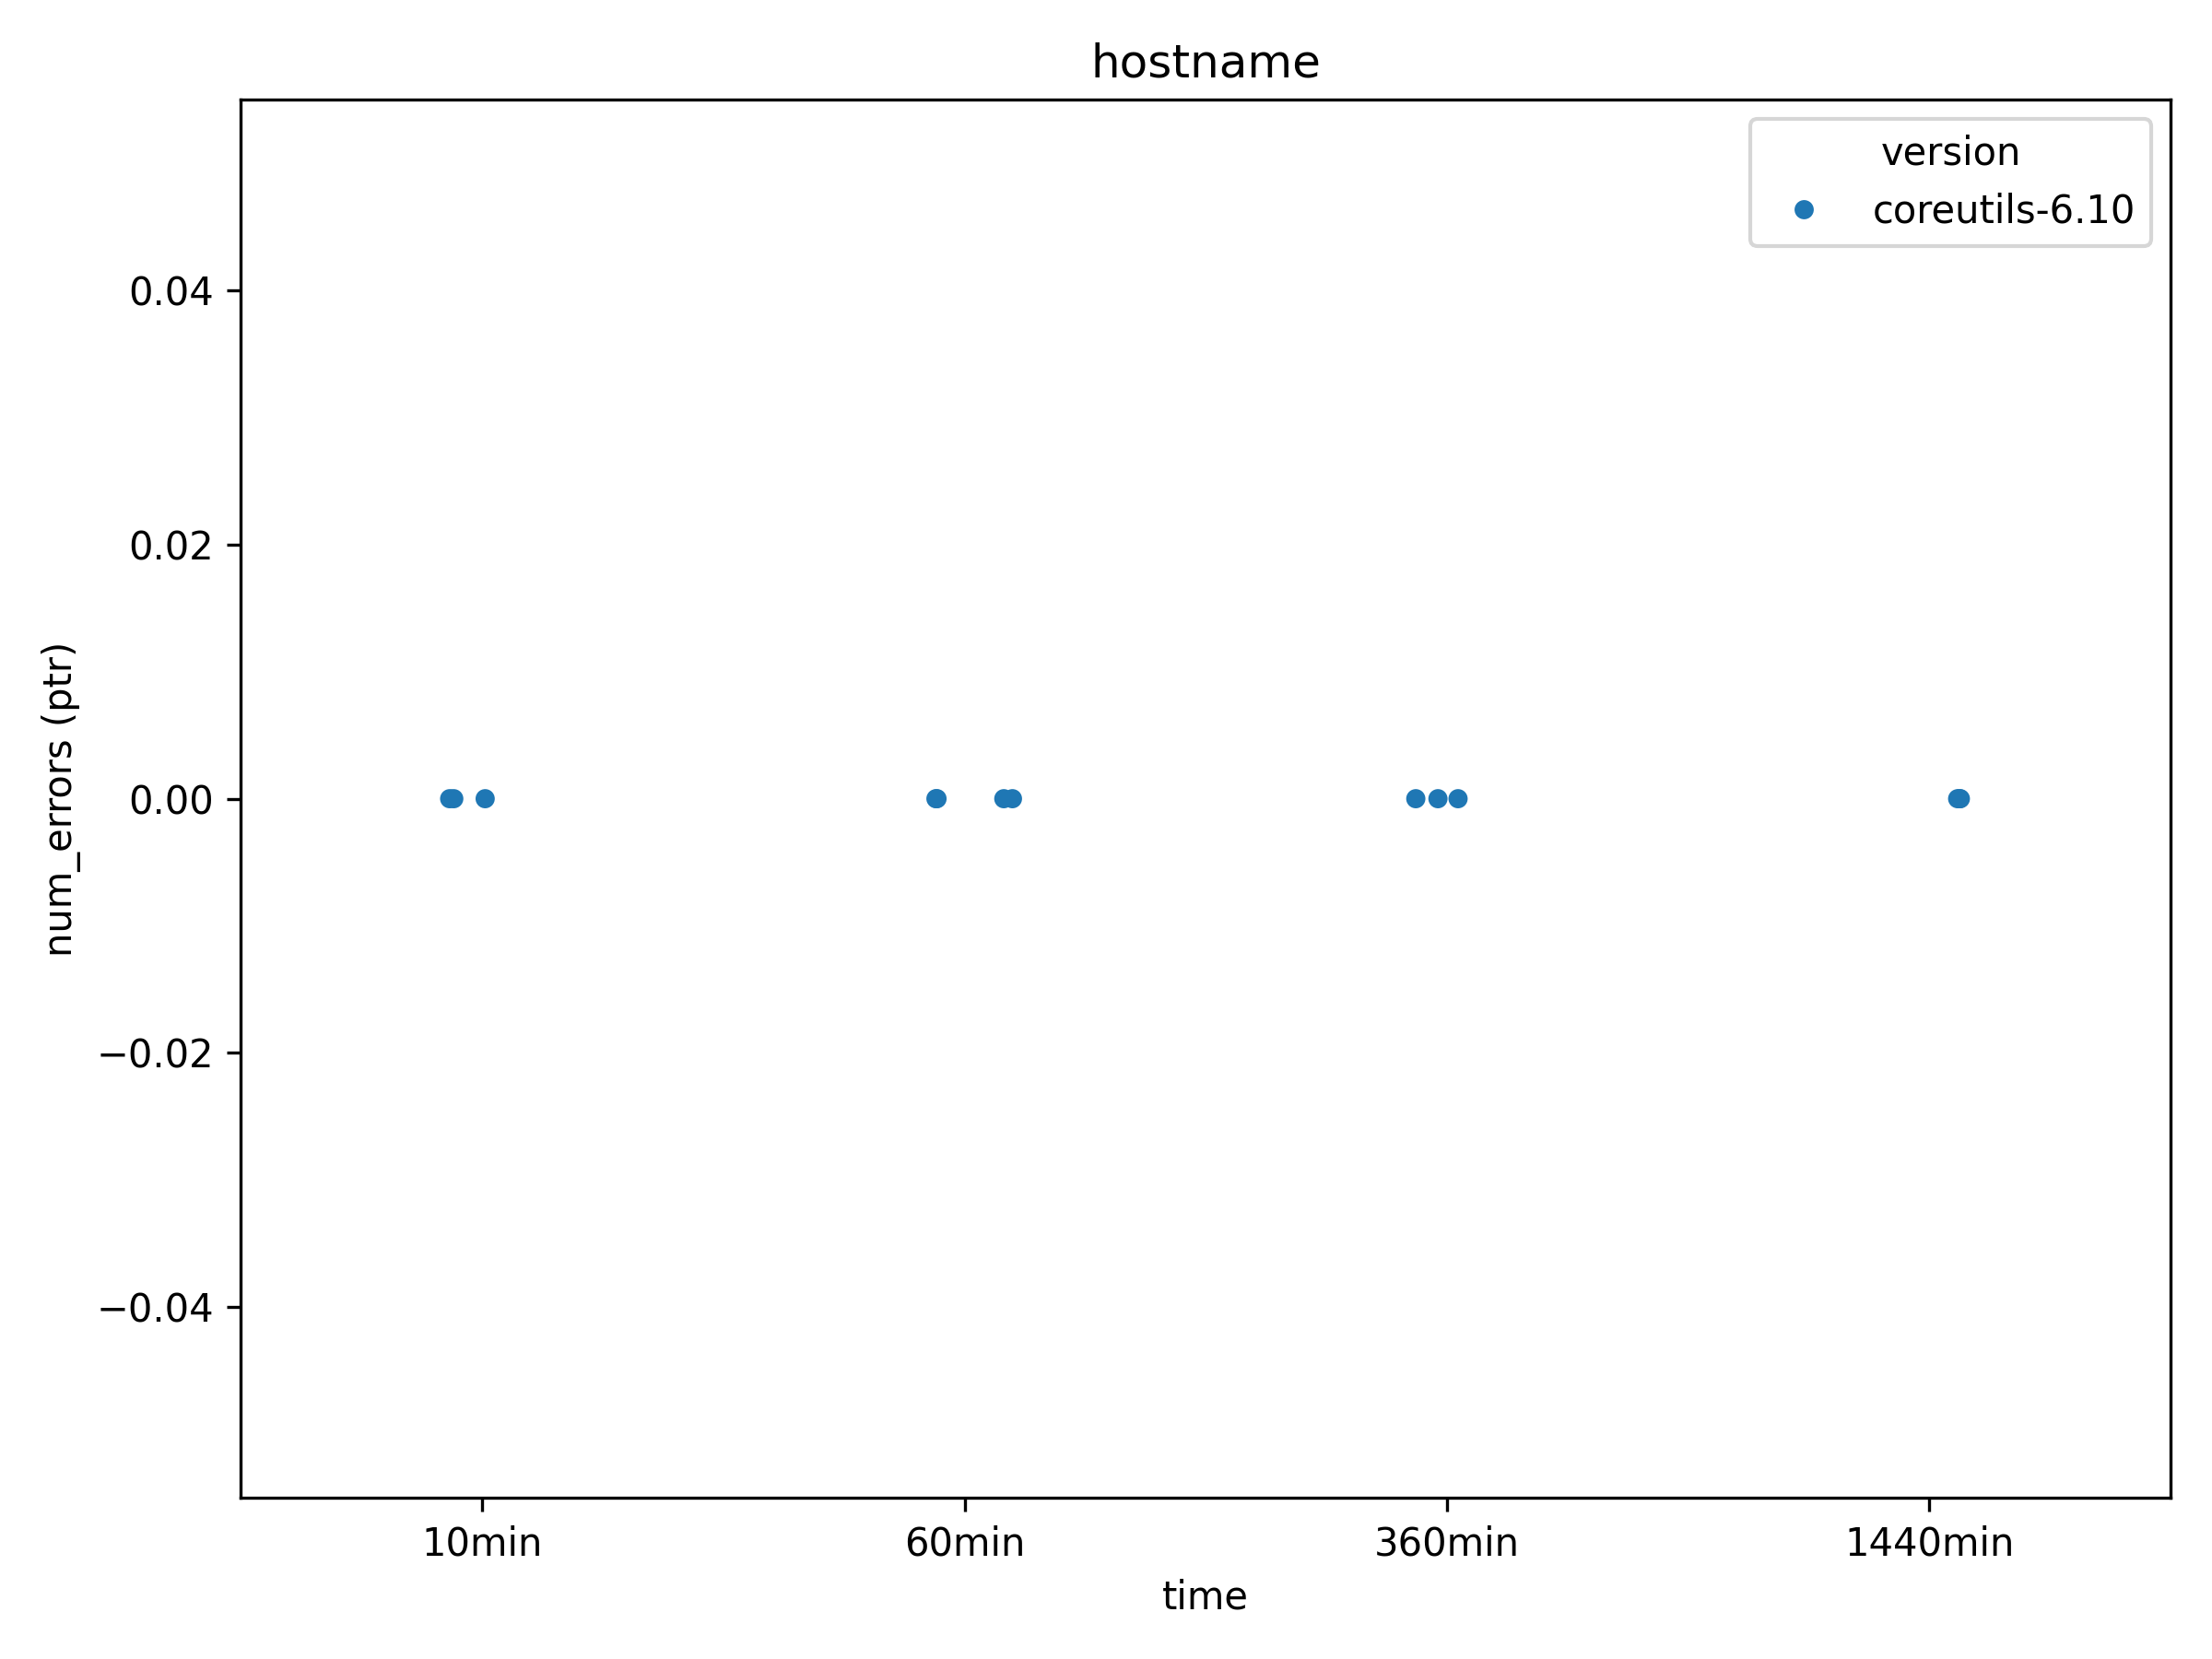 hostname
version
coreutils-6.10
0.04
0.02
0.00
−0.02
−0.04
num_errors (ptr)
10min
60min
360min
1440min
time